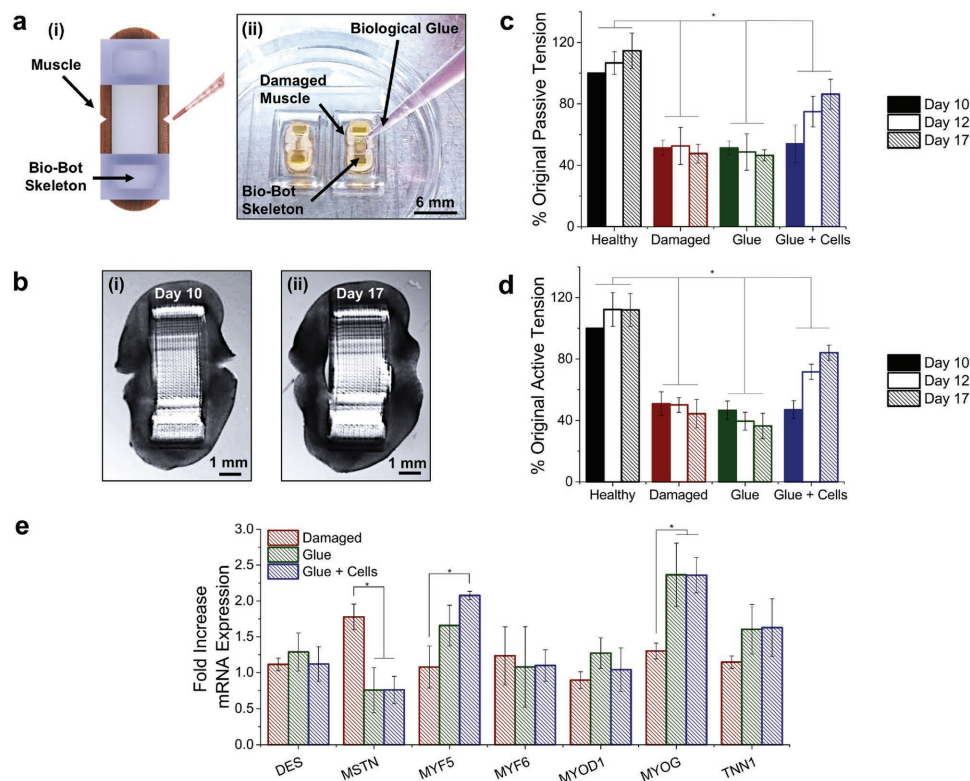 a
(i)
Muscle
Bio-Bot
Skeleton
(ii)
Biological Glue
Damaged
Muscle
Bio-Bot
Skeleton
6 mm
b
(i)
Day 10
1 mm
(ii)
Day 17
1 mm
c
% Original Passive Tension
120
80
40
0
*
Healthy
Damaged
Glue
Glue + Cells
Day 10
Day 12
Day 17
d
% Original Active Tension
120
80
40
0
*
Healthy
Damaged
Glue
Glue + Cells
Day 10
Day 12
Day 17
e
Fold Increase
mRNA Expression
3.0
2.5
2.0
1.5
1.0
0.5
0.0
Damaged
Glue
Glue + Cells
*
*
*
DES
MSTN
MYF5
MYF6
MYOD1
MYOG
TNN1